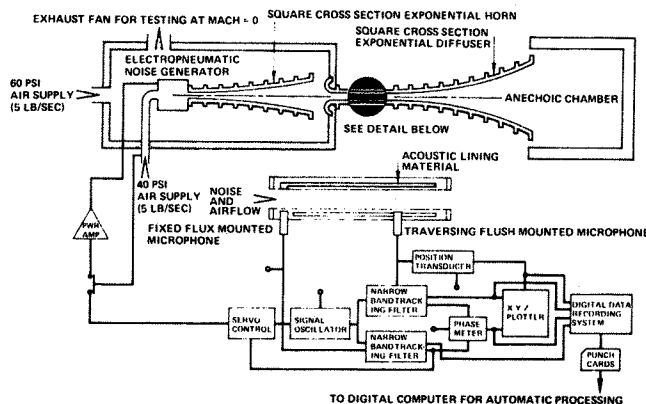 EXHAUST FAN FOR TESTING AT MACH = 0
SQUARE CROSS SECTION EXPONENTIAL HORN
SQUARE CROSS SECTION
EXPONENTIAL DIFFUSER
ELECTROPNEUMATIC
NOISE GENERATOR
60 PSI
AIR SUPPLY
(5 LB/SEC)
ANECHOIC CHAMBER
SEE DETAIL BELOW
40 PSI
AIR SUPPLY
(5 LB/SEC)
ACOUSTIC LINING
MATERIAL
NOISE
AND
AIRFLOW
PWR
AMP
FIXED FLUX MOUNTED
MICROPHONE
TRAVERSING FLUSH MOUNTED MICROPHONE
POSITION
TRANSDUCER
NARROW
BANDTRACK
ING FILTER
X Y /
PLOTTER
DIGITAL DATA
RECORDING
SYSTEM
SERVO
CONTROL
SIGNAL
OSCILLATOR
PHASE
METER
NARROW
BANDTRACK-
ING FILTER
PUNCH
CARDS
TO DIGITAL COMPUTER FOR AUTOMATIC PROCESSING